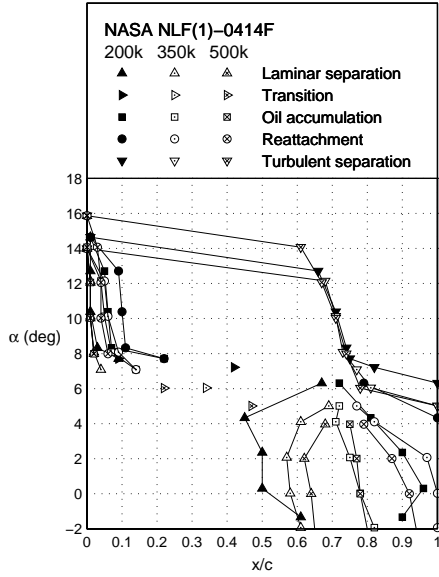 NASA NLF(1)−0414F
200k 350k 500k
Laminar separation
Transition
Oil accumulation
Reattachment
Turbulent separation
18
16
14
12
10
8
6
4
2
0
−2
α (deg)
0 0.1 0.2 0.3 0.4 0.5 0.6 0.7 0.8 0.9 1
x/c